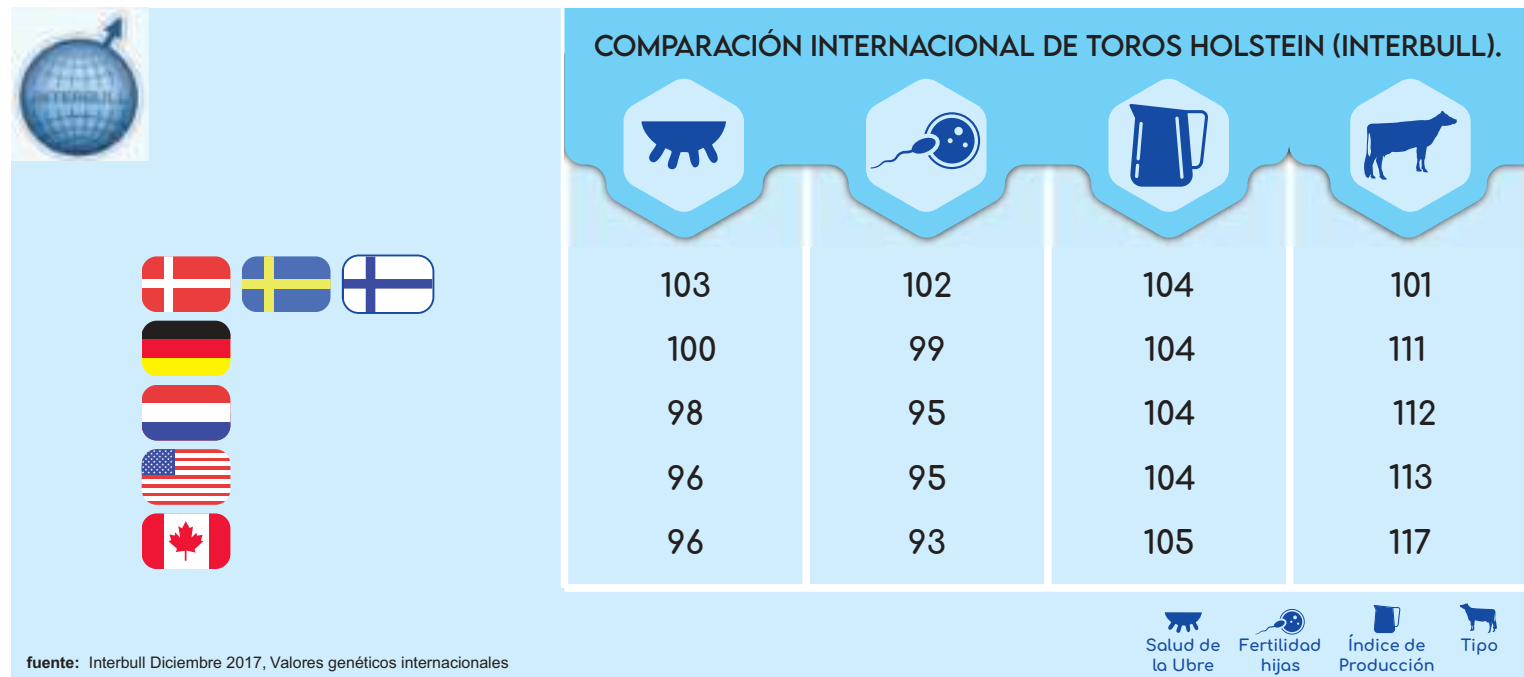 INTERBULL
COMPARACIÓN INTERNACIONAL DE TOROS HOLSTEIN (INTERBULL).
103 102 104 101
100 99 104 111
98 95 104 112
96 95 104 113
96 93 105 117
Salud de
la Ubre
Fertilidad
hijas
Índice de
Producción
Tipo
fuente: Interbull Diciembre 2017, Valores genéticos internacionales